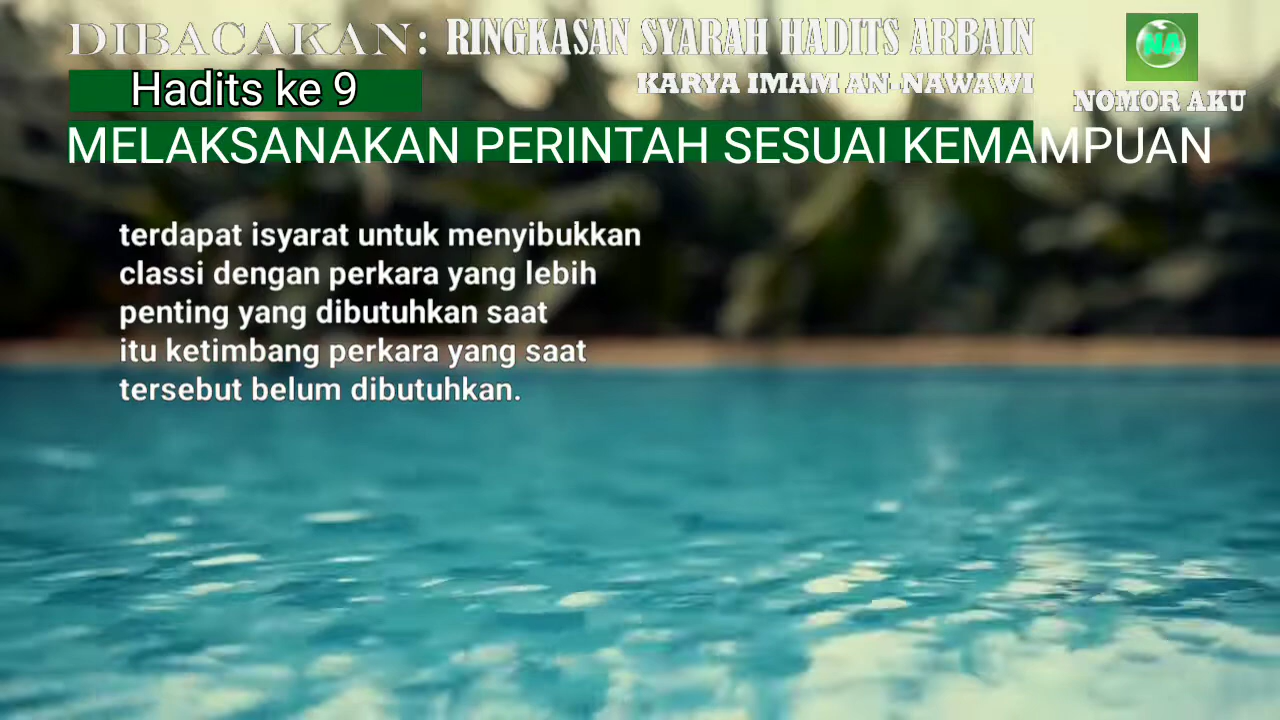 DIBACAKAN: RINGKASAN SYARAH HADITS ARBAIN
KARYA IMAM AN-NAWAWI
NA
NOMOR AKU
Hadits ke 9
MELAKSANAKAN PERINTAH SESUAI KEMAMPUAN
terdapat isyarat untuk menyibukkan
classi dengan perkara yang lebih
penting yang dibutuhkan saat
itu ketimbang perkara yang saat
tersebut belum dibutuhkan.